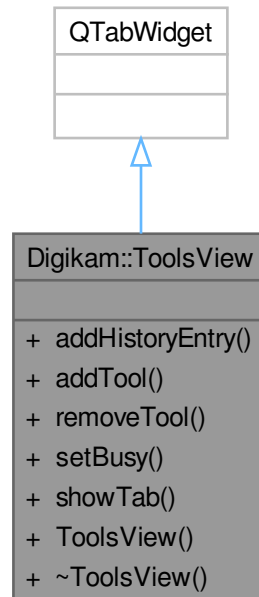 QTabWidget
Digikam::ToolsView
+ addHistoryEntry()
+ addTool()
+ removeTool()
+ setBusy()
+ showTab()
+ ToolsView()
+ ~ToolsView()